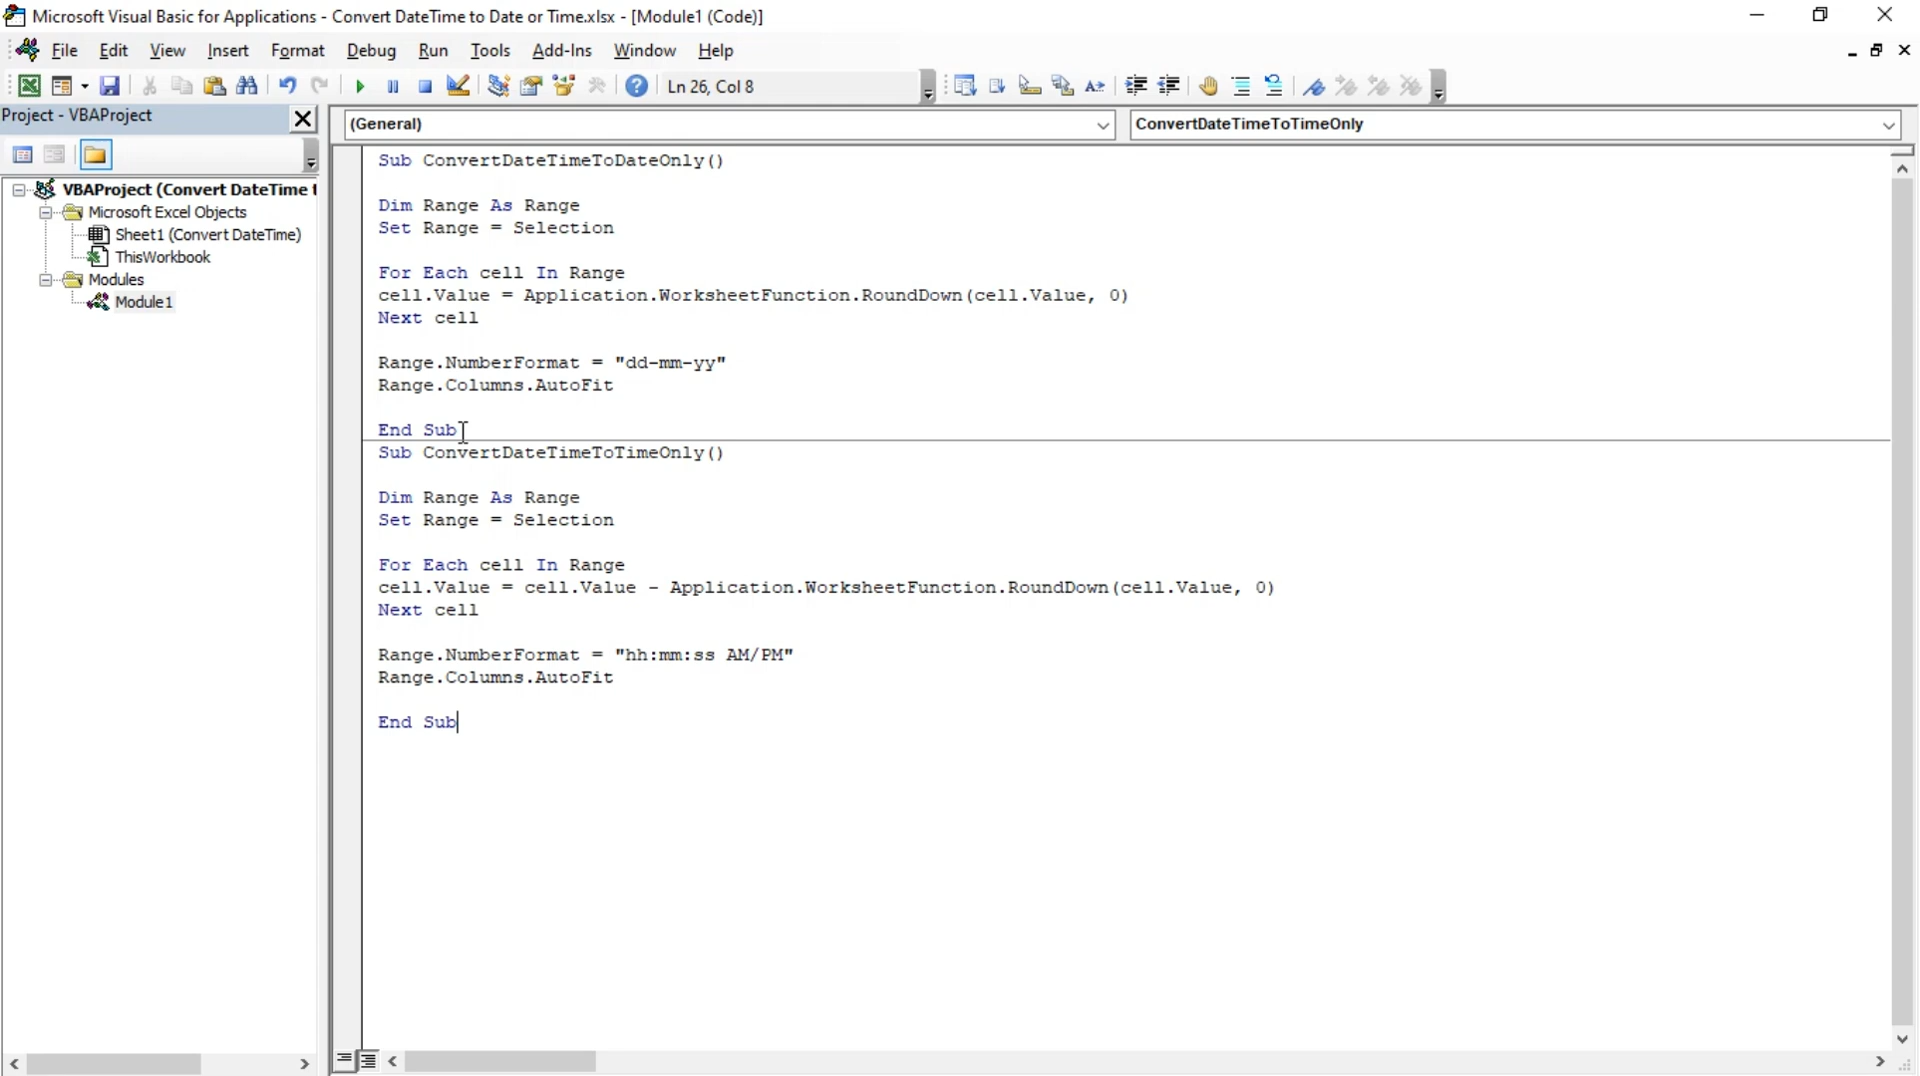 Microsoft Visual Basic for Applications - Convert DateTime to Date or Time.xlsx - [Module1 (Code)]
File Edit View Insert Format Debug Run Tools Add-Ins Window Help
Ln 26, Col 8
Project - VBAProject
(General) ConvertDateTimeToTimeOnly
VBAProject (Convert DateTime t
Microsoft Excel Objects
Sheet1 (Convert DateTime)
ThisWorkbook
Modules
Module1
Sub ConvertDateTimeToDateOnly()
Dim Range As Range
Set Range = Selection
For Each cell In Range
cell.Value = Application.WorksheetFunction.RoundDown(cell.Value, 0)
Next cell
Range.NumberFormat = "dd-mm-yy"
Range.Columns.AutoFit
End Sub
Sub ConvertDateTimeToTimeOnly()
Dim Range As Range
Set Range = Selection
For Each cell In Range
cell.Value = cell.Value - Application.WorksheetFunction.RoundDown(cell.Value, 0)
Next cell
Range.NumberFormat = "hh:mm:ss AM/PM"
Range.Columns.AutoFit
End Sub